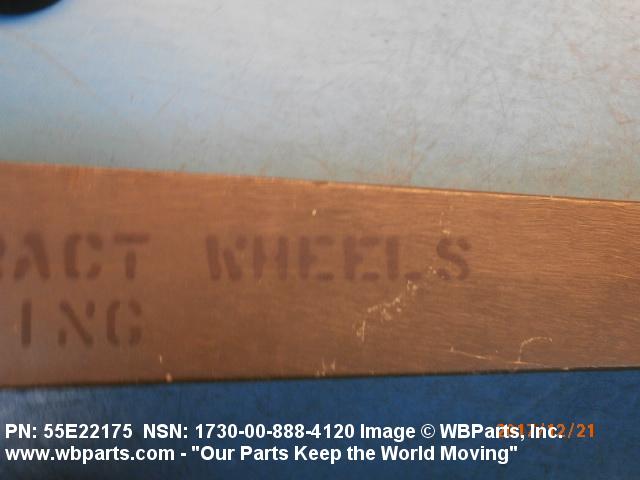 RACT WHEELS
ING
PN: 55E22175 NSN: 1730-00-888-4120 Image © WBParts, Inc.
www.wbparts.com - "Our Parts Keep the World Moving"